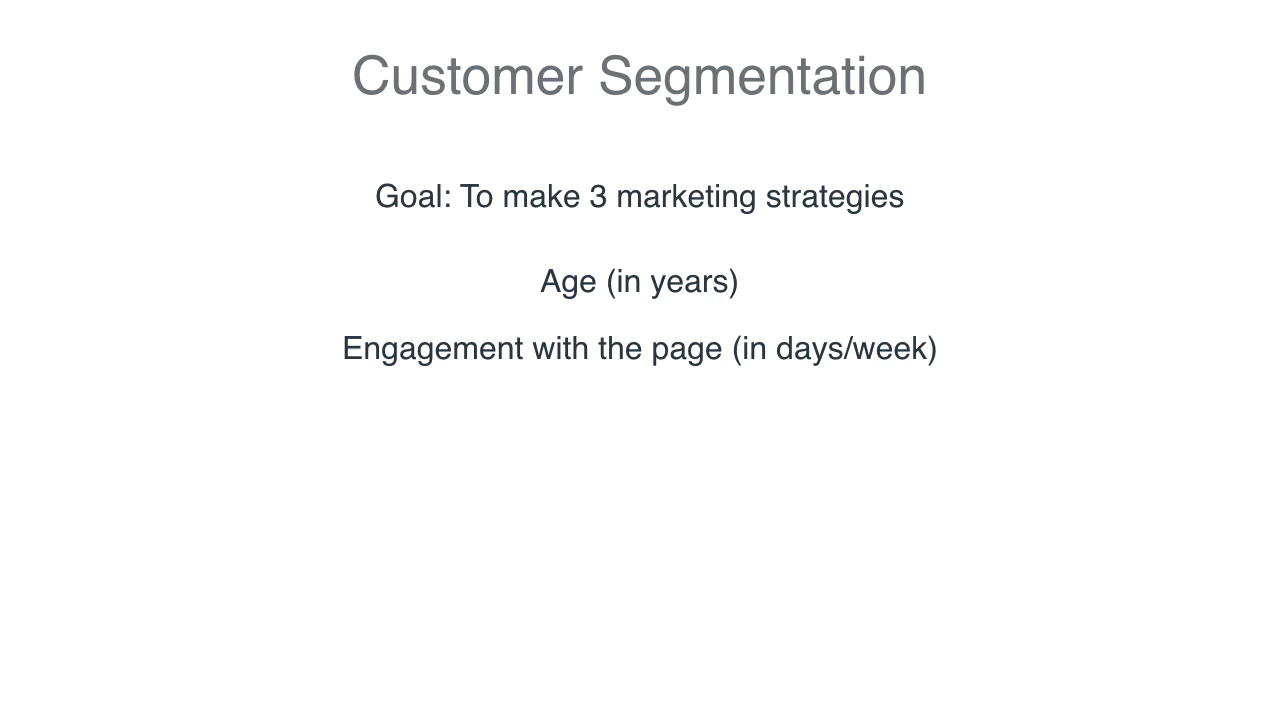 Customer Segmentation
Goal: To make 3 marketing strategies
Age (in years)
Engagement with the page (in days/week)